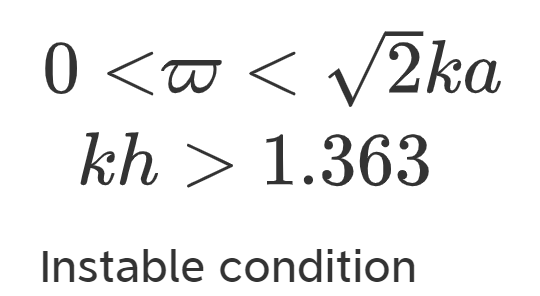 0 < ϖ < √2ka
kh > 1.363
Instable condition